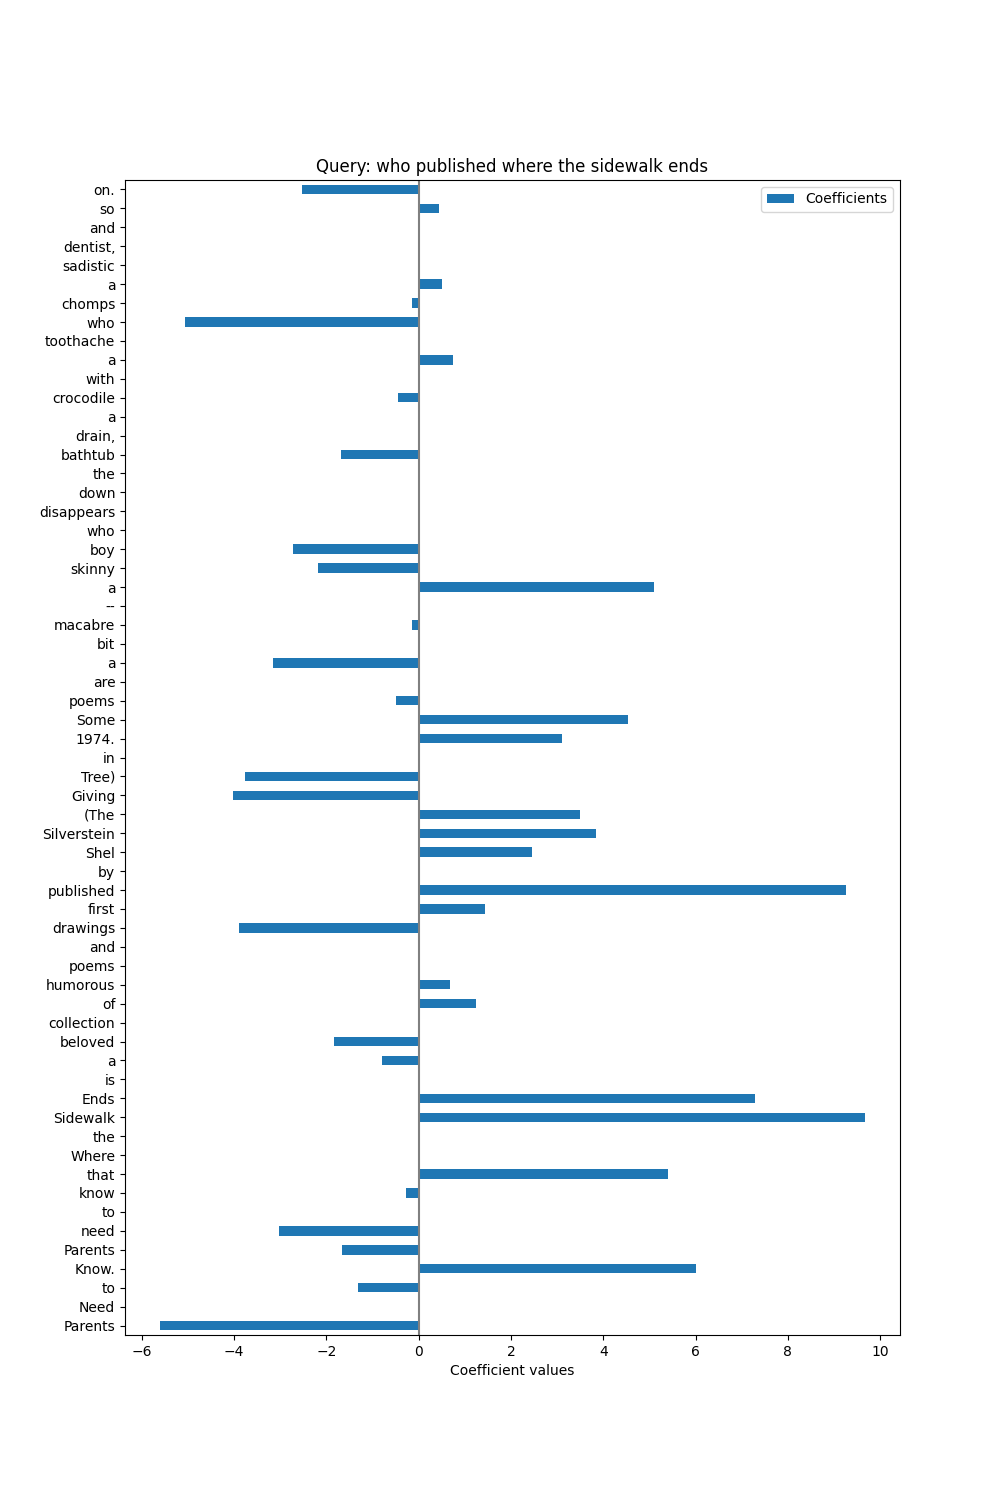 Query: who published where the sidewalk ends
Coefficients
on.
so
and
dentist,
sadistic
a
chomps
who
toothache
a
with
crocodile
a
drain,
bathtub
the
down
disappears
who
boy
skinny
a
--
macabre
bit
a
are
poems
Some
1974.
in
Tree)
Giving
(The
Silverstein
Shel
by
published
first
drawings
and
poems
humorous
of
collection
beloved
a
is
Ends
Sidewalk
the
Where
that
know
to
need
Parents
Know.
to
Need
Parents
−6 −4 −2 0 2 4 6 8 10
Coefficient values